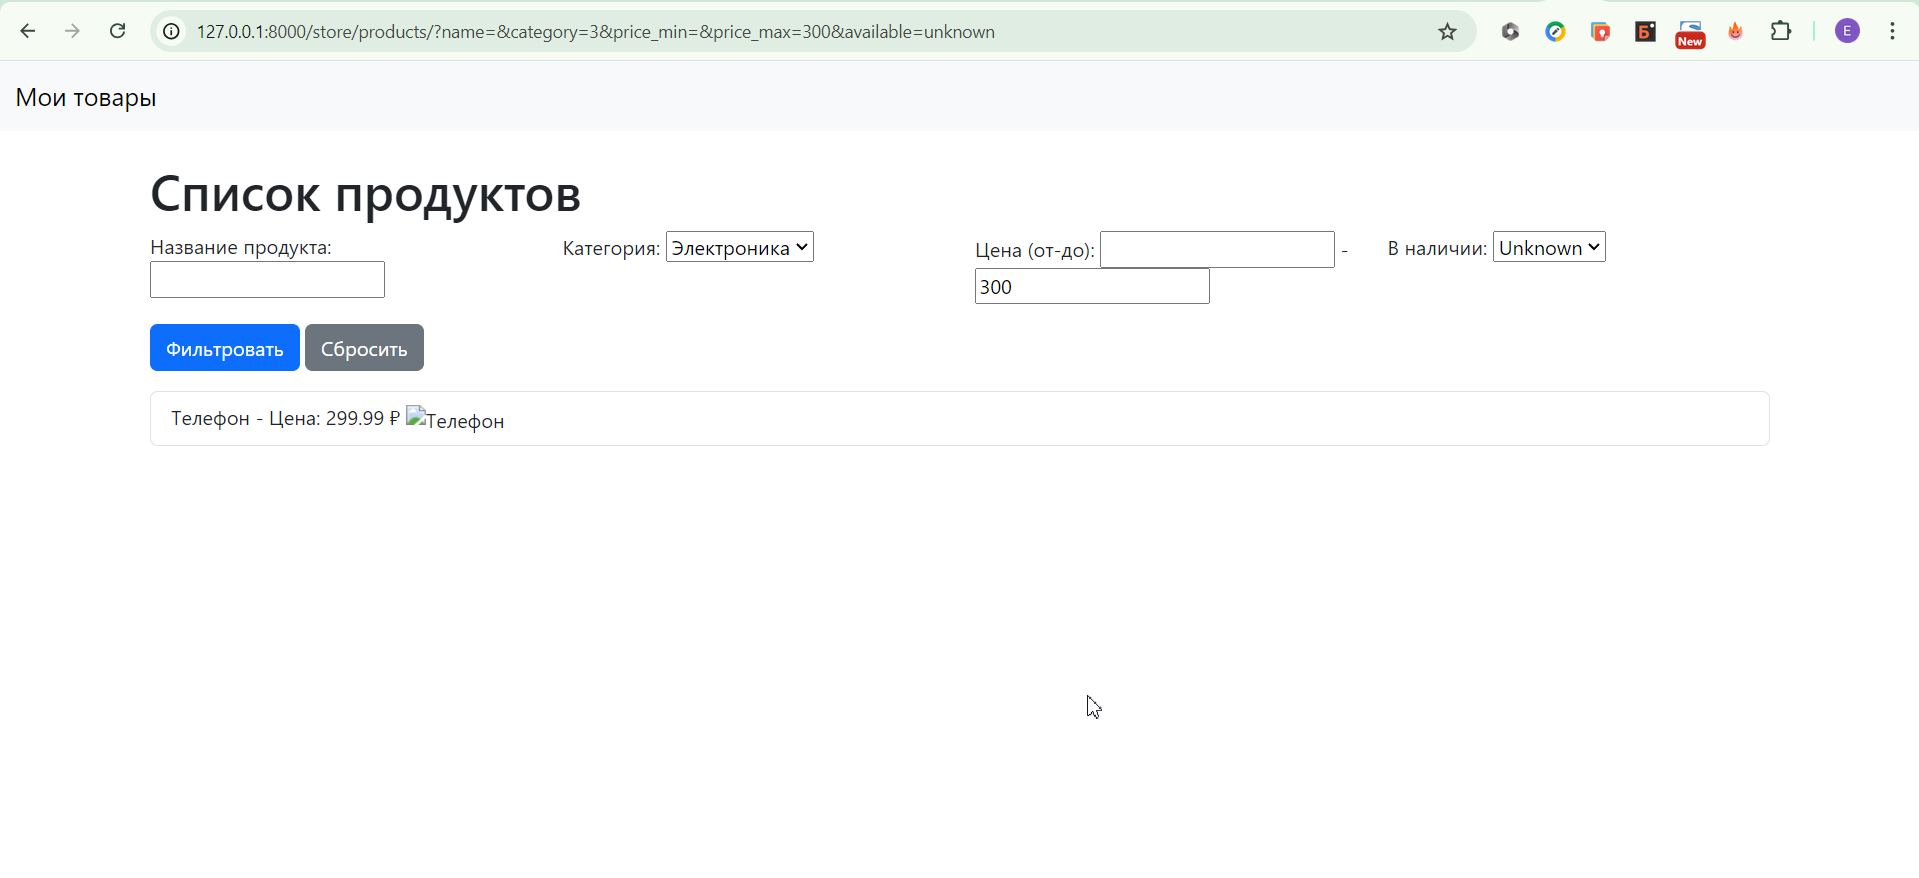 127.0.0.1:8000/store/products/?name=&category=3&price_min=&price_max=300&available=unknown
Б
New
E
Мои товары
Список продуктов
Название продукта:
Категория: Электроника
Цена (от-до): -
300
В наличии: Unknown
Фильтровать Сбросить
Телефон - Цена: 299.99 ₽ Телефон